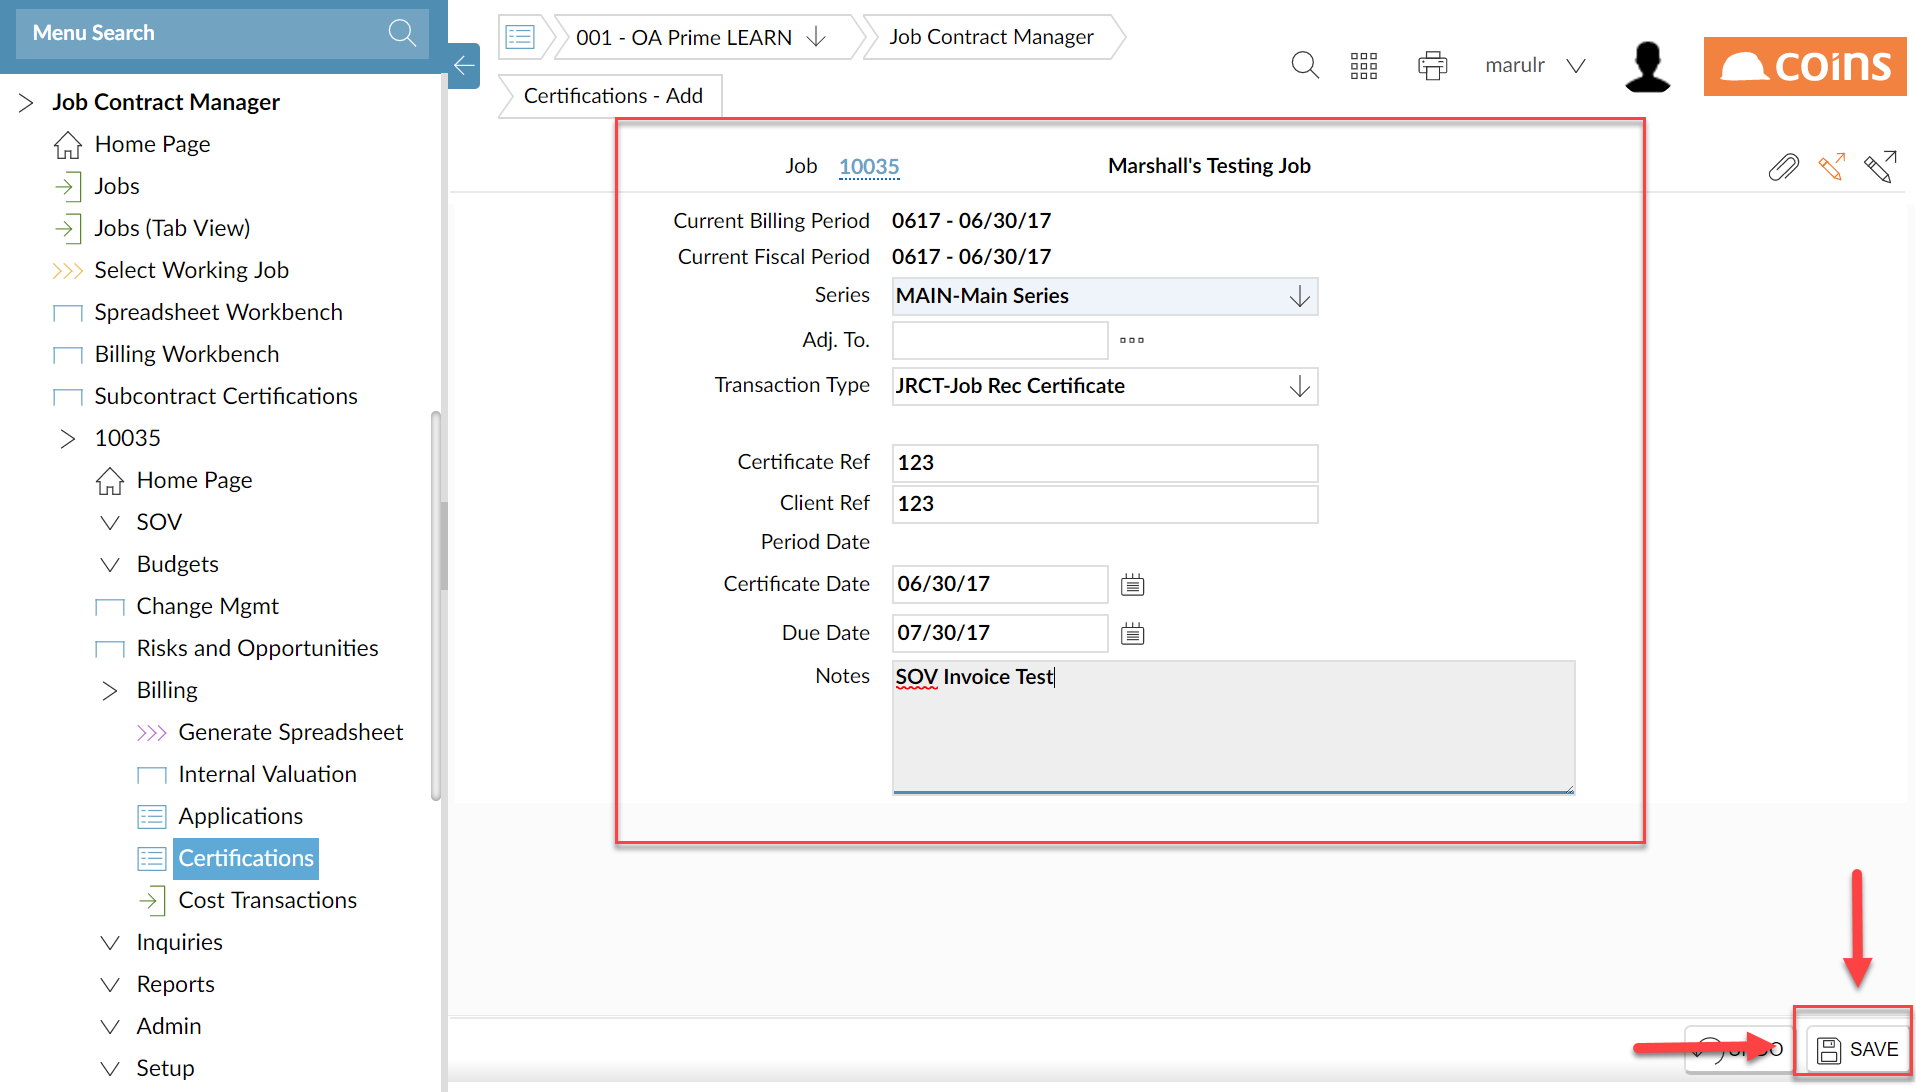 Menu Search
Job Contract Manager
Home Page
Jobs
Jobs (Tab View)
Select Working Job
Spreadsheet Workbench
Billing Workbench
Subcontract Certifications
10035
Home Page
SOV
Budgets
Change Mgmt
Risks and Opportunities
Billing
Generate Spreadsheet
Internal Valuation
Applications
Certifications
Cost Transactions
Inquiries
Reports
Admin
Setup
001 - OA Prime LEARN
Job Contract Manager
Certifications - Add
marulr
coins
Job 10035 Marshall's Testing Job
Current Billing Period 0617 - 06/30/17
Current Fiscal Period 0617 - 06/30/17
Series MAIN-Main Series
Adj. To.
Transaction Type JRCT-Job Rec Certificate
Certificate Ref 123
Client Ref 123
Period Date
Certificate Date 06/30/17
Due Date 07/30/17
Notes SOV Invoice Test
SAVE